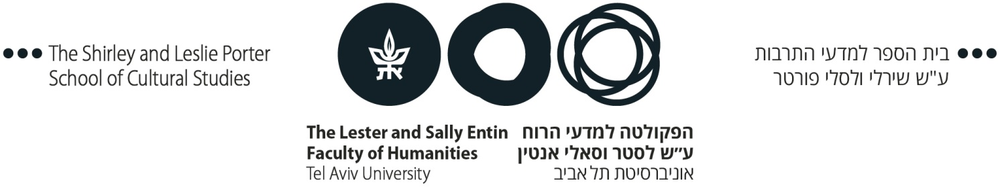 The Shirley and Leslie Porter
School of Cultural Studies
את
The Lester and Sally Entin
Faculty of Humanities
Tel Aviv University
הפקולטה למדעי הרוח
ע״ש לסטר וסאלי אנטין
אוניברסיטת תל אביב
בית הספר למדעי התרבות
ע"ש שירלי ולסלי פורטר